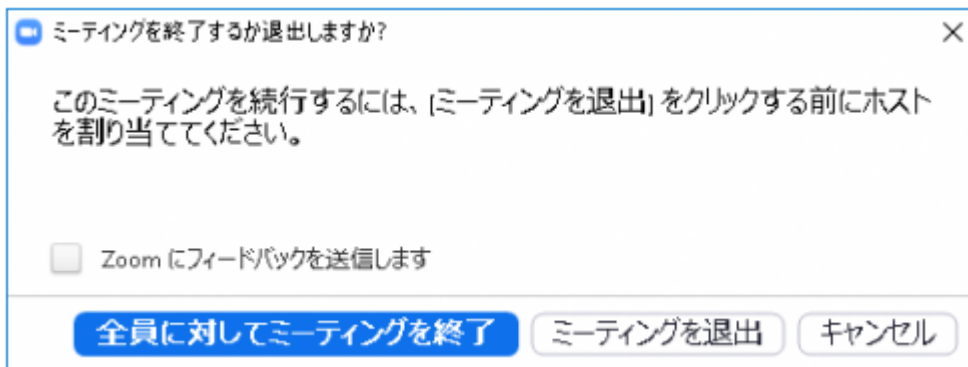 ミーティングを終了するか退出しますか?
このミーティングを続行するには、[ミーティングを退出] をクリックする前にホスト
を割り当ててください。
Zoom にフィードバックを送信します
全員に対してミーティングを終了 ミーティングを退出 キャンセル